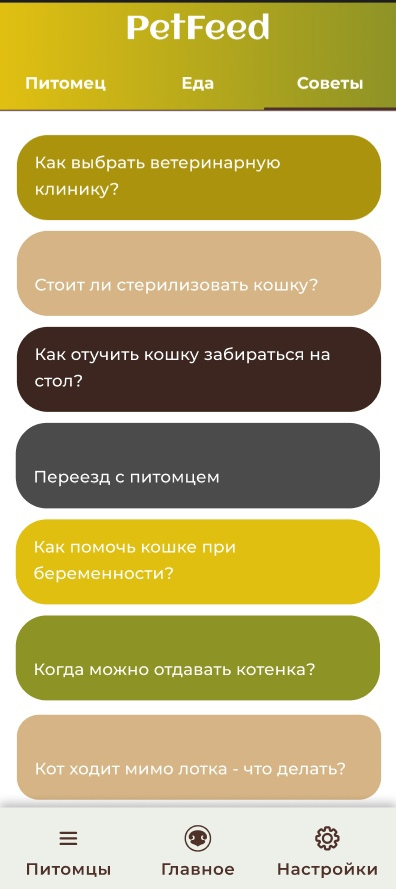 PetFeed
Питомец Еда Советы
Как выбрать ветеринарную
клинику?
Стоит ли стерилизовать кошку?
Как отучить кошку забираться на
стол?
Переезд с питомцем
Как помочь кошке при
беременности?
Когда можно отдавать котенка?
Кот ходит мимо лотка - что делать?
Питомцы Главное Настройки